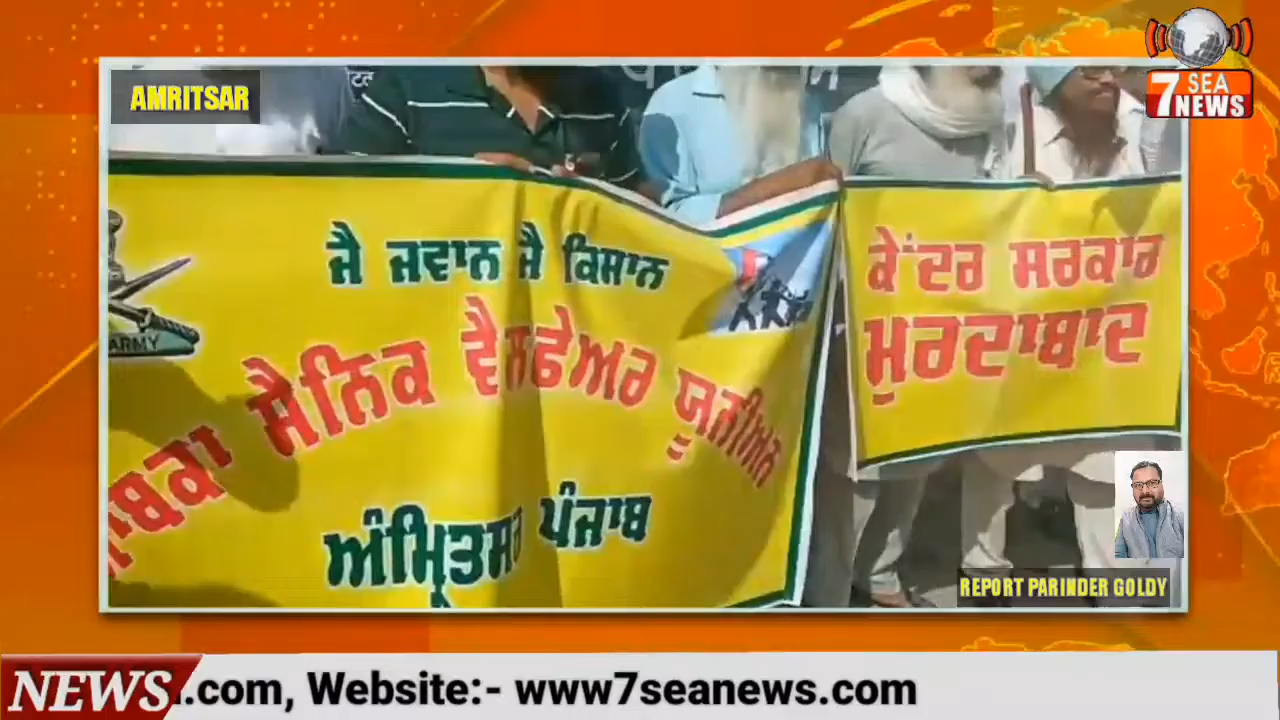 AMRITSAR
7 SEA
NEWS
ਜੈ ਜਵਾਨ ਜੈ ਕਿਸਾਨ
ਸੈਨਿਕ ਵੈਲਫੇਅਰ ਯੂਨੀਅਨ
ਅੰਮ੍ਰਿਤਸਰ ਪੰਜਾਬ
ARMY
ਕੇਂਦਰ ਸਰਕਾਰ
ਮੁਰਦਾਬਾਦ
REPORT PARINDER GOLDY
NEWS
.com, Website:- www7seanews.com